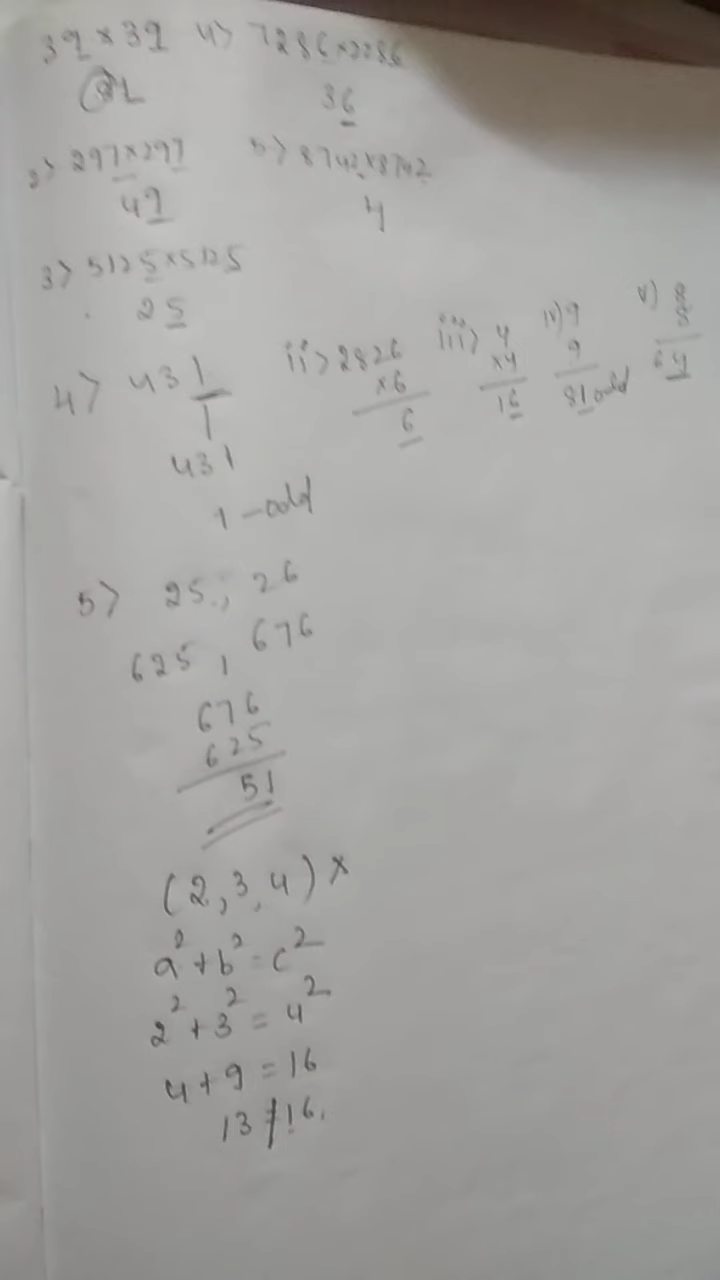 39 × 39
81
4> 7286×7286
36
2> 297×297
49
5> 8742×8742
4
3> 5125×5125
25
4> 431
1
431
1 - odd
ii> 2826
×6
6
iii> 4
×4
16
iv) 9
9
81 odd
v) 8
8
64
5> 25, 26
625, 676
676
625
51
(2,3,4) ×
a² + b² = c²
2² + 3² = 4²
4 + 9 = 16
13 ≠ 16.